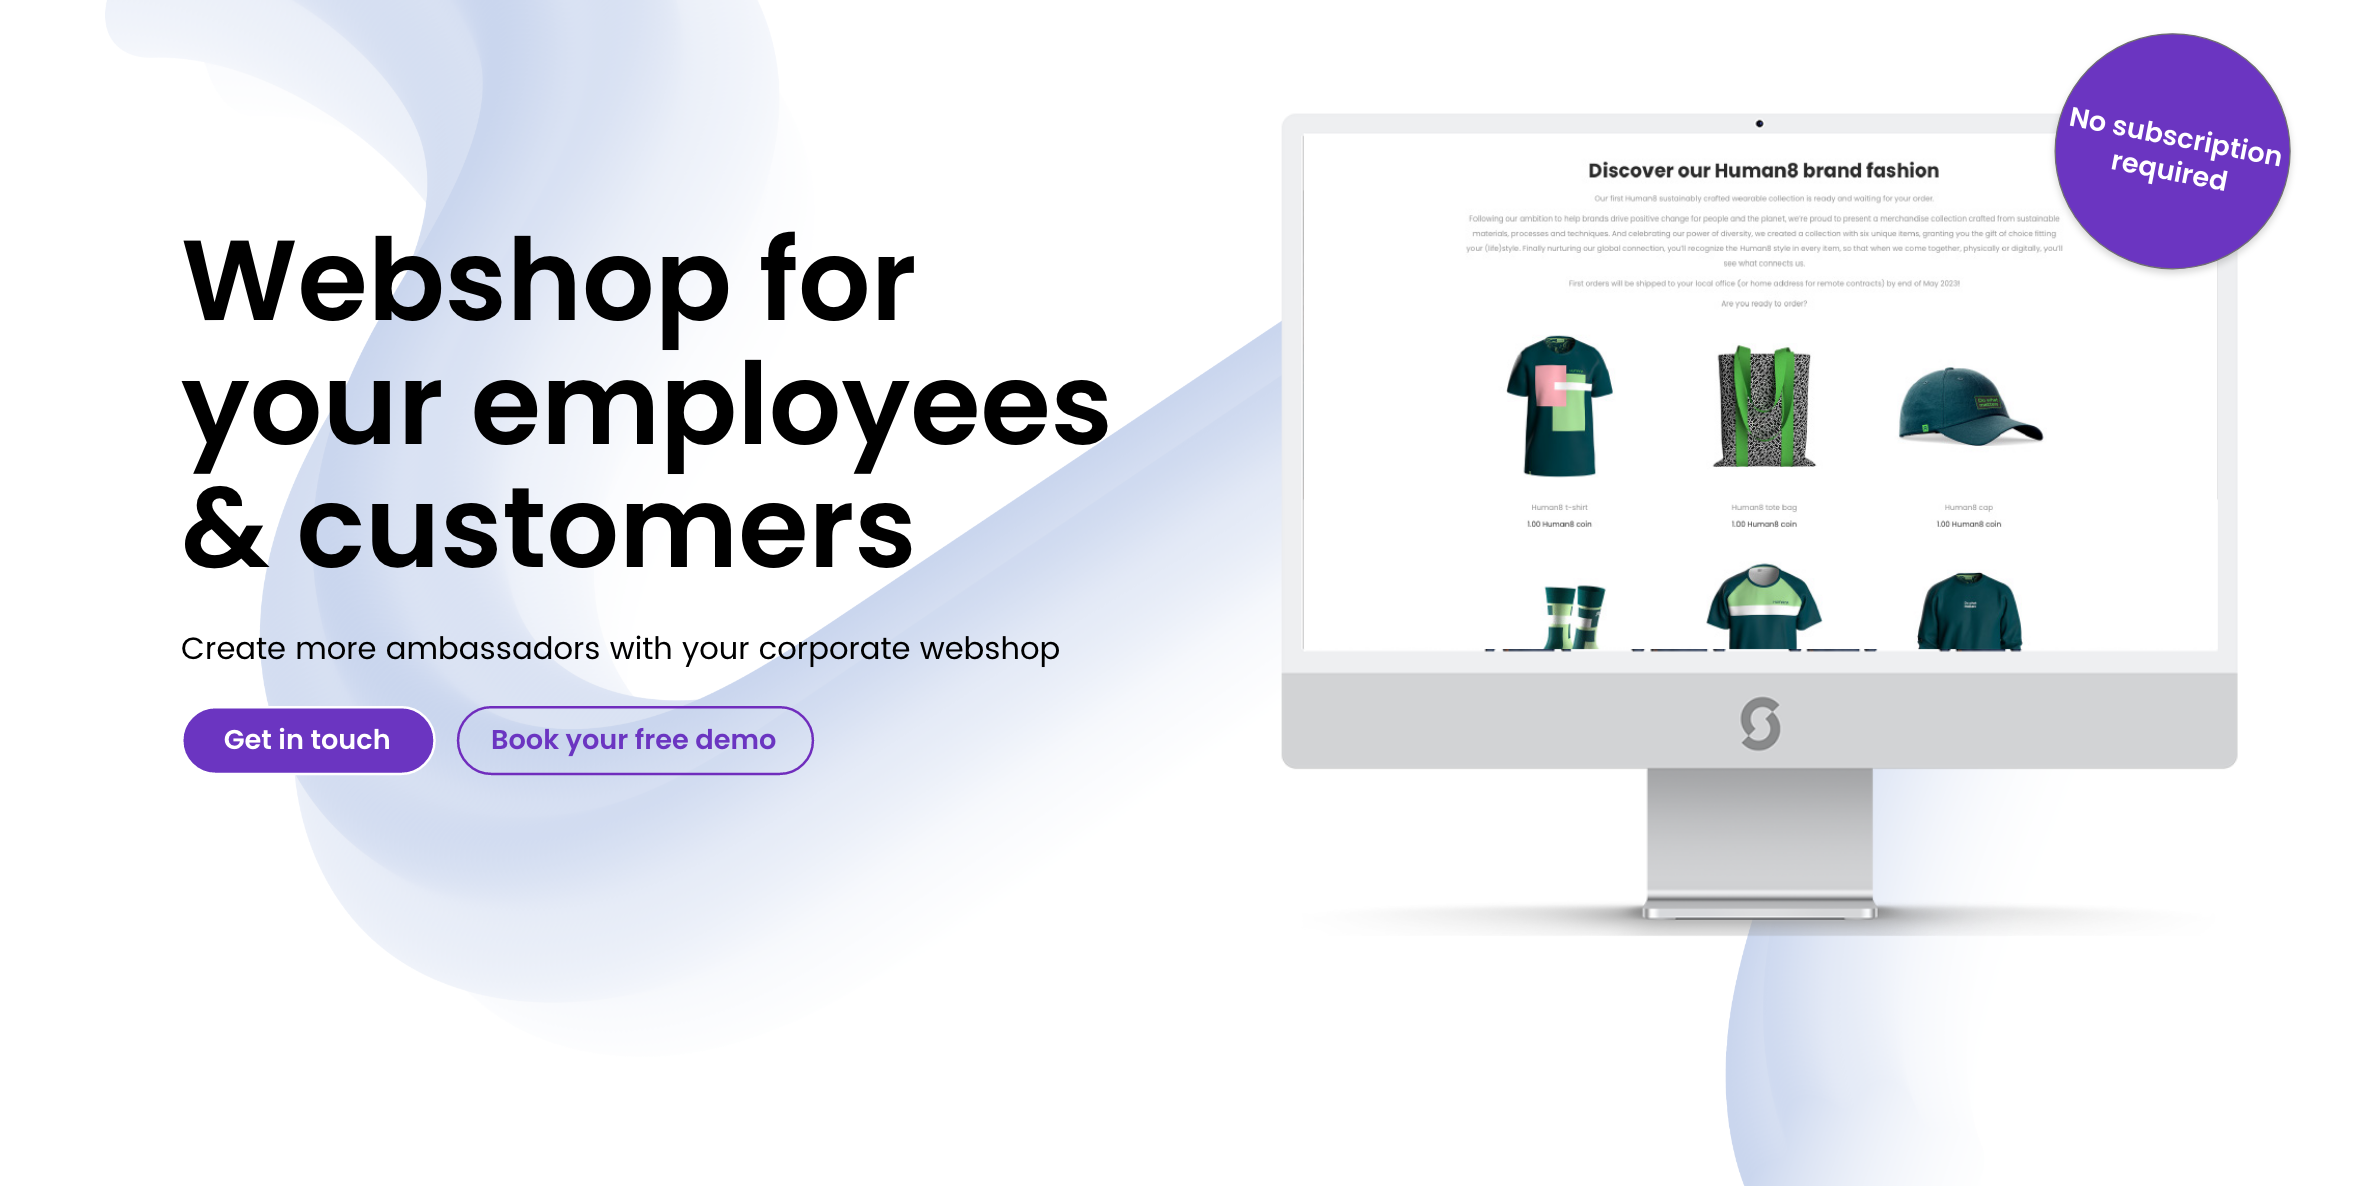 Webshop for
your employees
& customers
Create more ambassadors with your corporate webshop
Get in touch
Book your free demo
No subscription
required
Discover our Human8 brand fashion
Our first Human8 sustainably crafted wearable collection is ready and waiting for your order.
Following our ambition to help brands drive positive change for people and the planet, we're proud to present a merchandise collection crafted from sustainable
materials, processes and techniques. And celebrating our power of diversity, we created a collection with six unique items, granting you the gift of choice fitting
your (life)style. Finally nurturing our global connection, you'll recognize the Human8 style in every item, so that when we come together, physically or digitally, you'll
see what connects us.
First orders will be shipped to your local office (or home address for remote contracts) by end of May 2023!
Are you ready to order?
Human8 t-shirt
1.00 Human8 coin
Human8 tote bag
1.00 Human8 coin
Human8 cap
1.00 Human8 coin